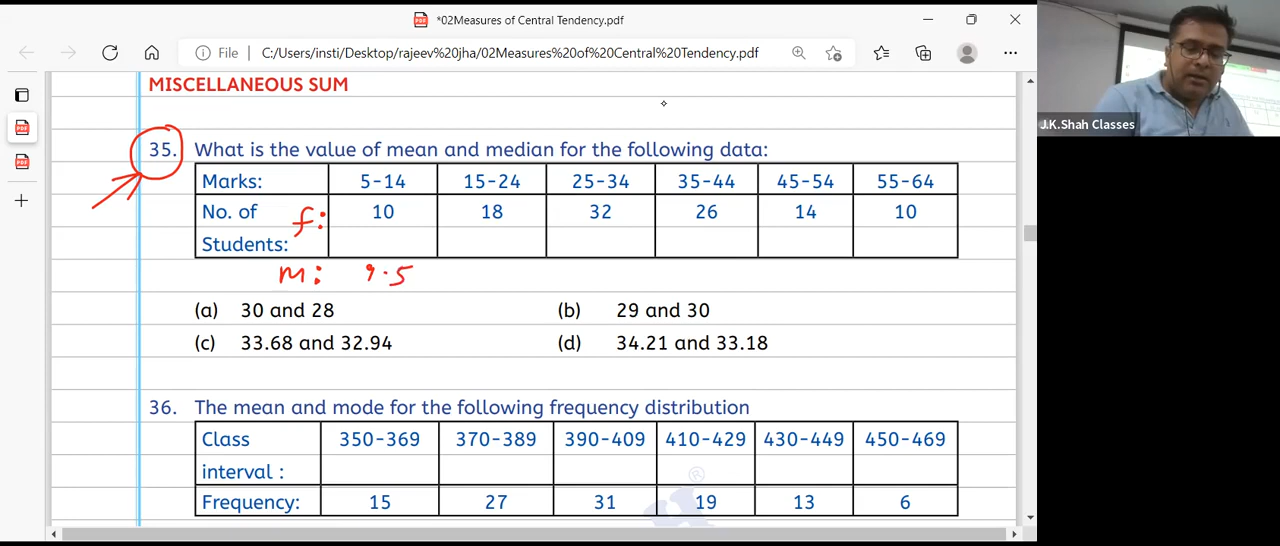 *02Measures of Central Tendency.pdf
File C:/Users/insti/Desktop/rajeev%20jha/02Measures%20of%20Central%20Tendency.pdf
J.K.Shah Classes
MISCELLANEOUS SUM
35. What is the value of mean and median for the following data:
Marks: 5-14 15-24 25-34 35-44 45-54 55-64
No. of f: 10 18 32 26 14 10
Students:
m: 9.5
(a) 30 and 28 (b) 29 and 30
(c) 33.68 and 32.94 (d) 34.21 and 33.18
36. The mean and mode for the following frequency distribution
Class 350-369 370-389 390-409 410-429 430-449 450-469
interval :
®
Frequency: 15 27 31 19 13 6